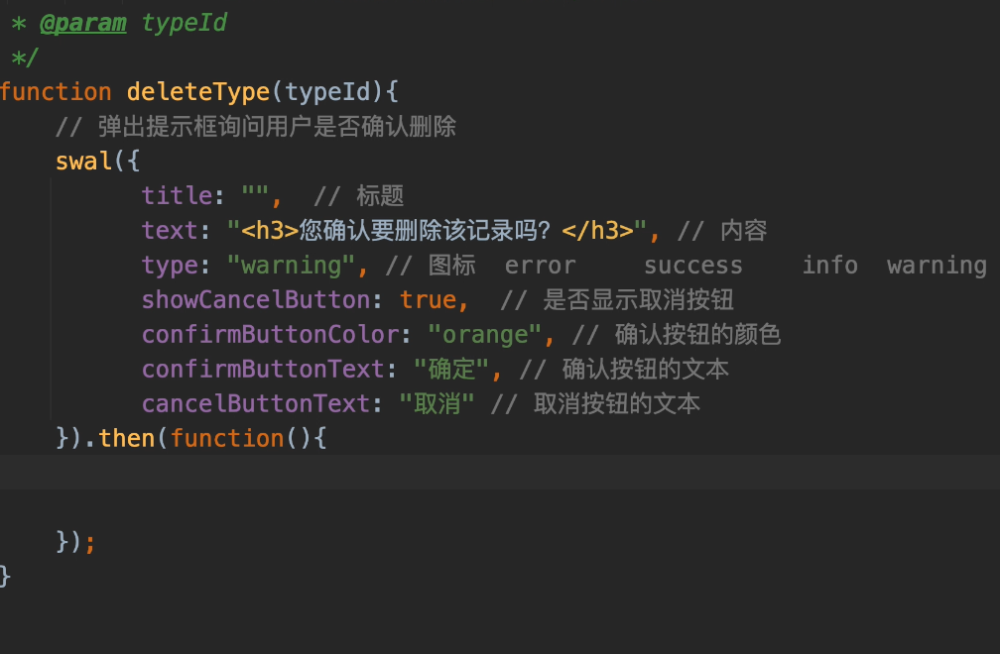 * @param typeId
*/
function deleteType(typeId){
// 弹出提示框询问用户是否确认删除
swal({
title: "", // 标题
text: "<h3>您确认要删除该记录吗？</h3>", // 内容
type: "warning", // 图标 error success info warning
showCancelButton: true, // 是否显示取消按钮
confirmButtonColor: "orange", // 确认按钮的颜色
confirmButtonText: "确定", // 确认按钮的文本
cancelButtonText: "取消" // 取消按钮的文本
}).then(function(){
});
}